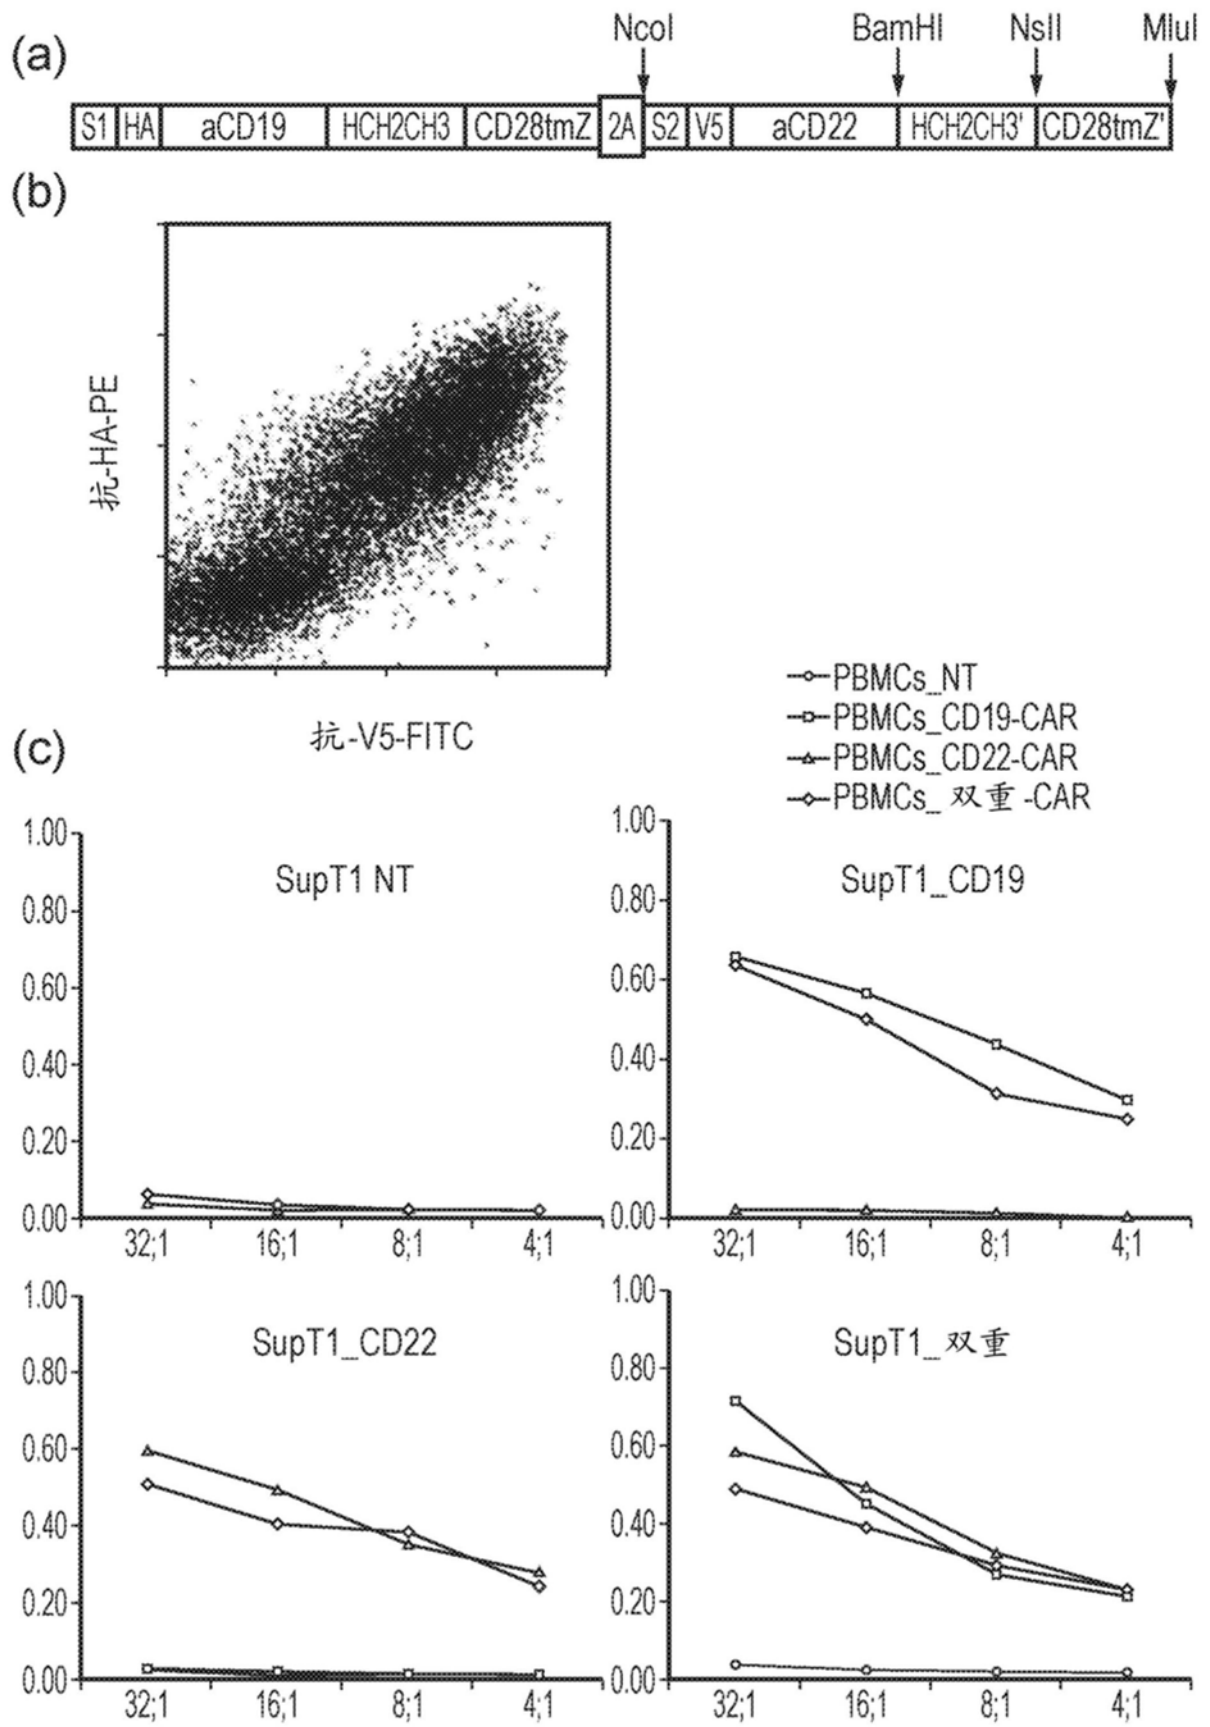 (a)
NcoI BamHI NsiI MluI
S1 HA aCD19 HCH2CH3 CD28tmZ 2A S2 V5 aCD22 HCH2CH3' CD28tmZ'
(b)
抗-HA-PE
抗-V5-FITC
PBMCs_NT
PBMCs_CD19-CAR
PBMCs_CD22-CAR
PBMCs_双重-CAR
(c)
SupT1 NT
1.00
0.80
0.60
0.40
0.20
0.00
32;1 16;1 8;1 4;1
SupT1_CD19
1.00
0.80
0.60
0.40
0.20
0.00
32;1 16;1 8;1 4;1
SupT1_CD22
1.00
0.80
0.60
0.40
0.20
0.00
32;1 16;1 8;1 4;1
SupT1_双重
1.00
0.80
0.60
0.40
0.20
0.00
32;1 16;1 8;1 4;1